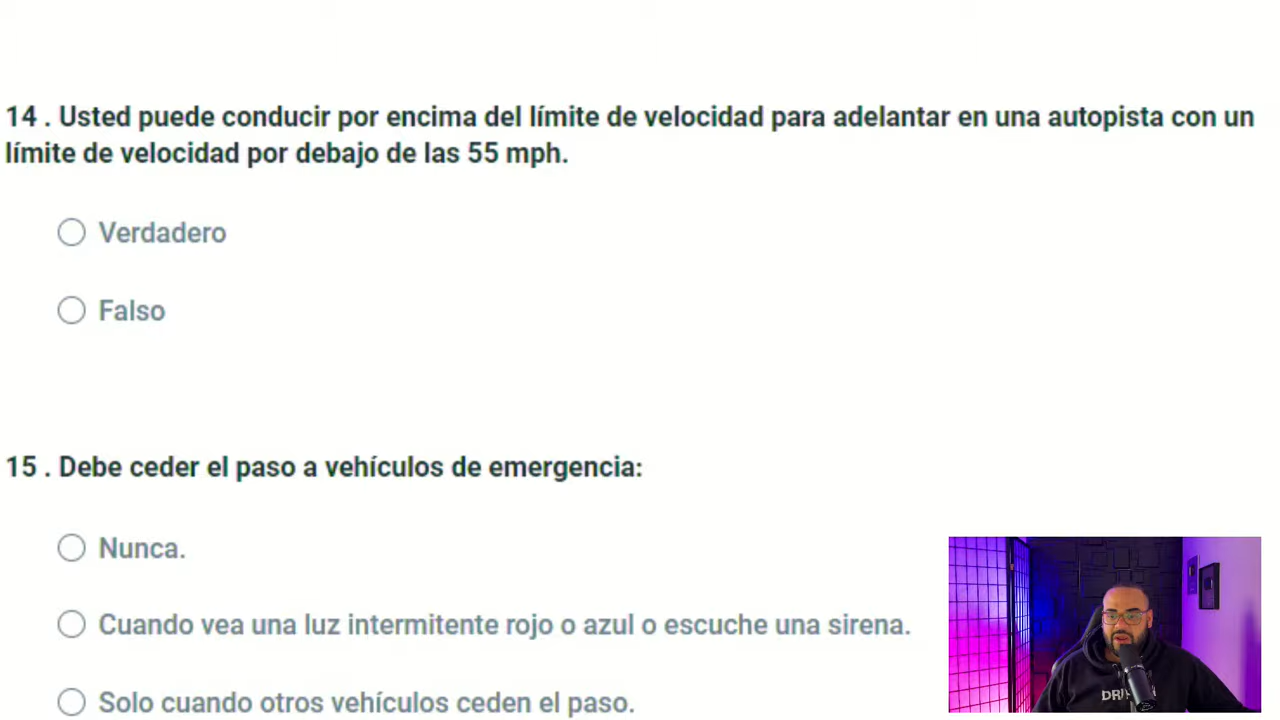 14 . Usted puede conducir por encima del límite de velocidad para adelantar en una autopista con un
límite de velocidad por debajo de las 55 mph.
Verdadero
Falso
15 . Debe ceder el paso a vehículos de emergencia:
Nunca.
Cuando vea una luz intermitente rojo o azul o escuche una sirena.
Solo cuando otros vehículos ceden el paso.